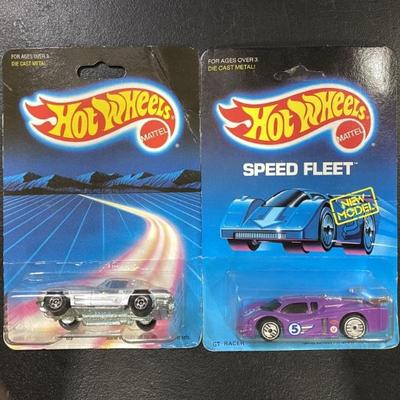 FOR AGES OVER 3.
DIE CAST METAL!
Hot Wheels
MATTEL
FOR AGES OVER 3.
DIE CAST METAL!
Hot Wheels
MATTEL
SPEED FLEET™
NEW MODEL
5
GT RACER